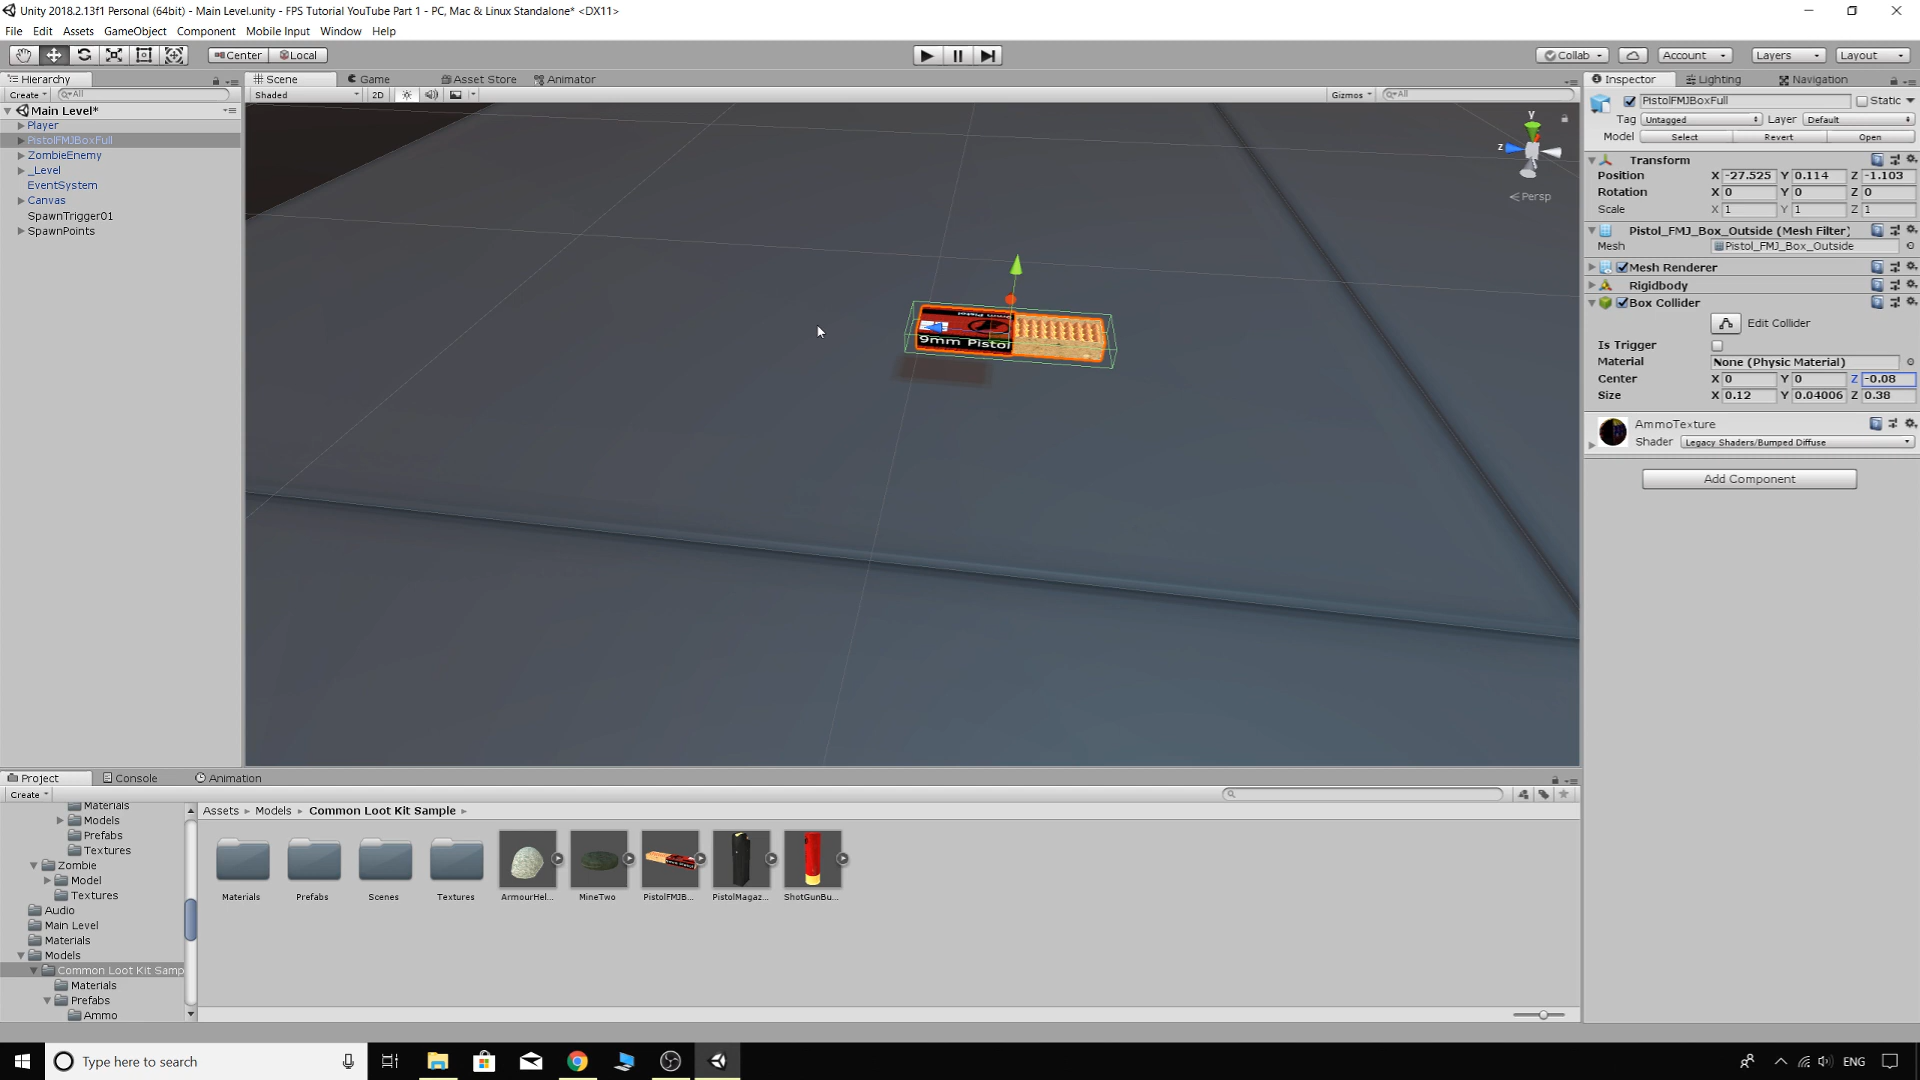 Unity 2018.2.13f1 Personal (64bit) - Main Level.unity - FPS Tutorial YouTube Part 1 - PC, Mac & Linux Standalone* <DX11>
File Edit Assets GameObject Component Mobile Input Window Help
Center Local Collab Account Layers Layout
Hierarchy Scene Game Asset Store Animator Inspector Lighting Navigation
Create All Shaded 2D Gizmos All
Main Level*
Player
PistolFMJBoxFull
ZombieEnemy
_Level
EventSystem
Canvas
SpawnTrigger01
SpawnPoints
y
z
Persp
9mm Pistol
PistolFMJBoxFull Static
Tag Untagged Layer Default
Model Select Revert Open
Transform
Position X -27.525 Y 0.114 Z -1.103
Rotation X 0 Y 0 Z 0
Scale X 1 Y 1 Z 1
Pistol_FMJ_Box_Outside (Mesh Filter)
Mesh Pistol_FMJ_Box_Outside
Mesh Renderer
Rigidbody
Box Collider
Edit Collider
Is Trigger
Material None (Physic Material)
Center X 0 Y 0 Z -0.08
Size X 0.12 Y 0.04006 Z 0.38
AmmoTexture
Shader Legacy Shaders/Bumped Diffuse
Add Component
Project Console Animation
Create
Materials
Models
Prefabs
Textures
Zombie
Model
Textures
Audio
Main Level
Materials
Models
Common Loot Kit Samp
Materials
Prefabs
Ammo
Assets Models Common Loot Kit Sample
Materials Prefabs Scenes Textures ArmourHel... MineTwo PistolFMJB... PistolMagaz... ShotGunBu...
Type here to search
ENG